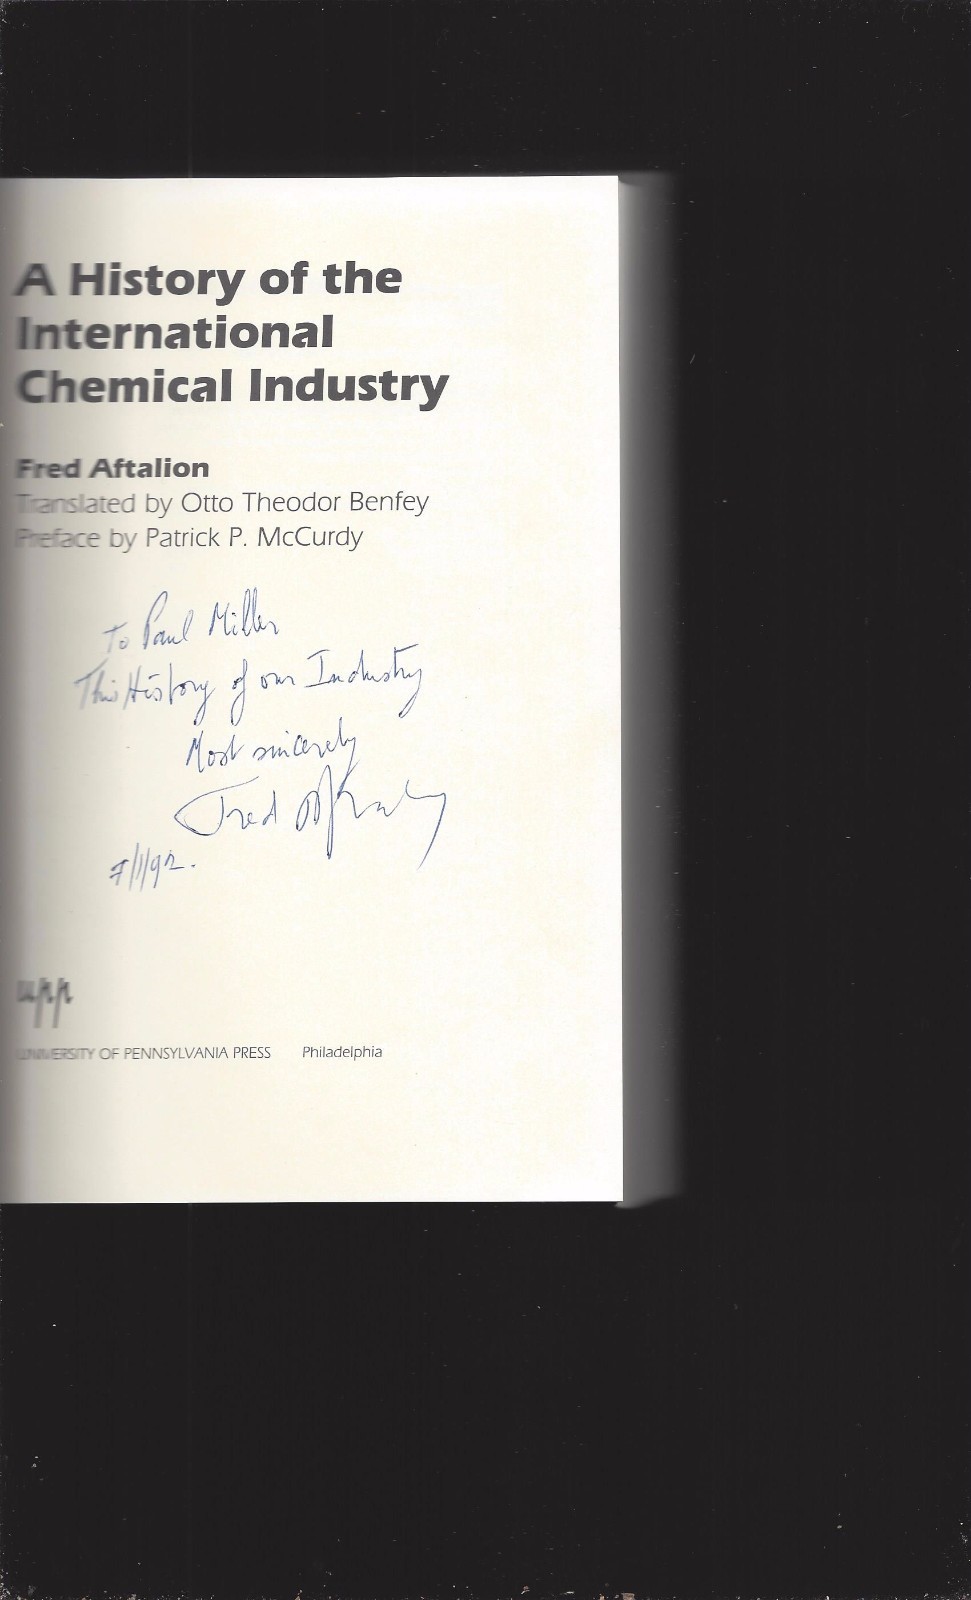 A History of the
International
Chemical Industry
Fred Aftalion
Translated by Otto Theodor Benfey
Preface by Patrick P. McCurdy
To Paul Miller
This History of our Industry
Most sincerely
Fred Aftalion
7/1/92.
upp
UNIVERSITY OF PENNSYLVANIA PRESS Philadelphia